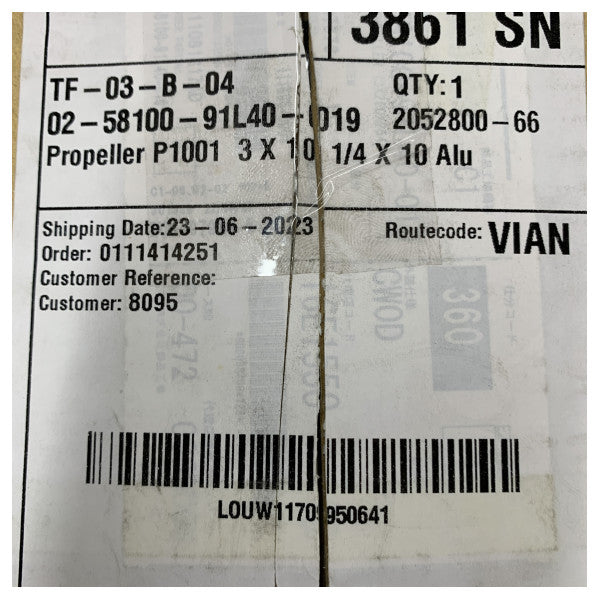 3861 SN
TF-03-B-04 QTY: 1
02-58100-91L40-019 2052800-66
Propeller P1001 3 X 10 1/4 X 10 Alu
Shipping Date: 23-06-2023 Routecode: VIAN
Order: 0111414251
Customer Reference:
Customer: 8095
360
LOUW11709950641